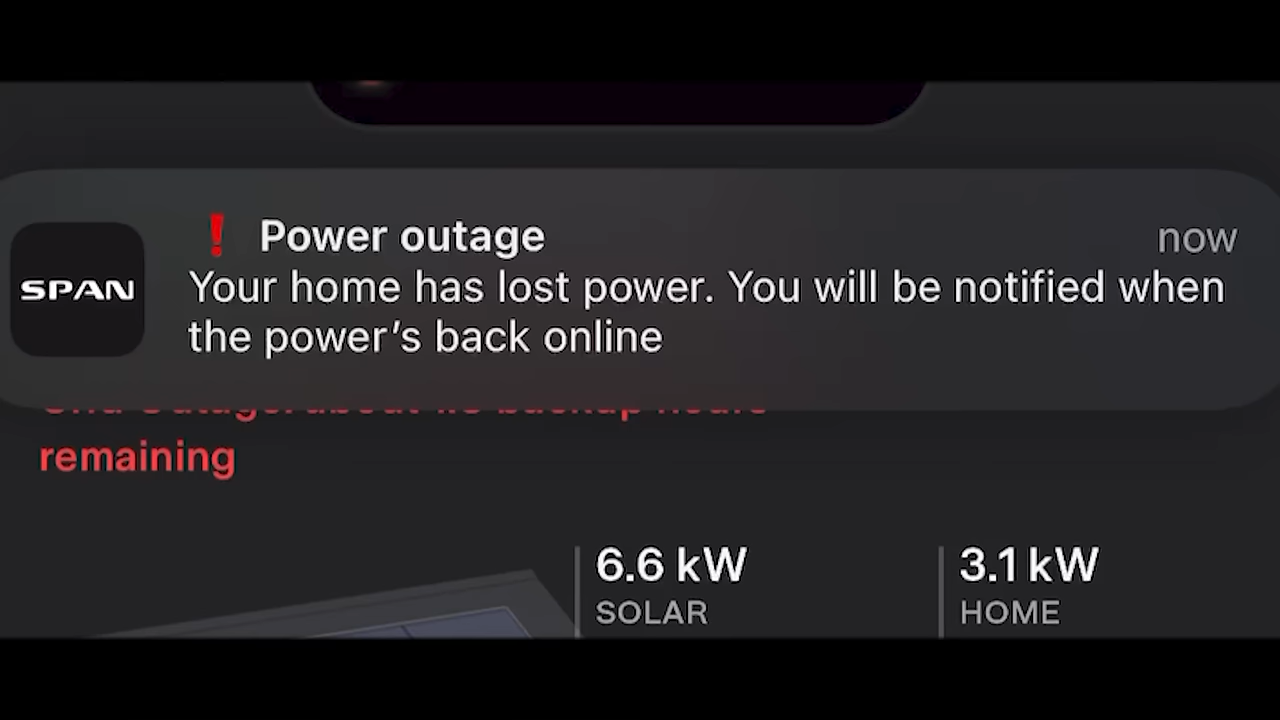 ❗ Power outage
now
SPAN
Your home has lost power. You will be notified when
the power's back online
remaining
6.6 kW
3.1 kW
SOLAR
HOME